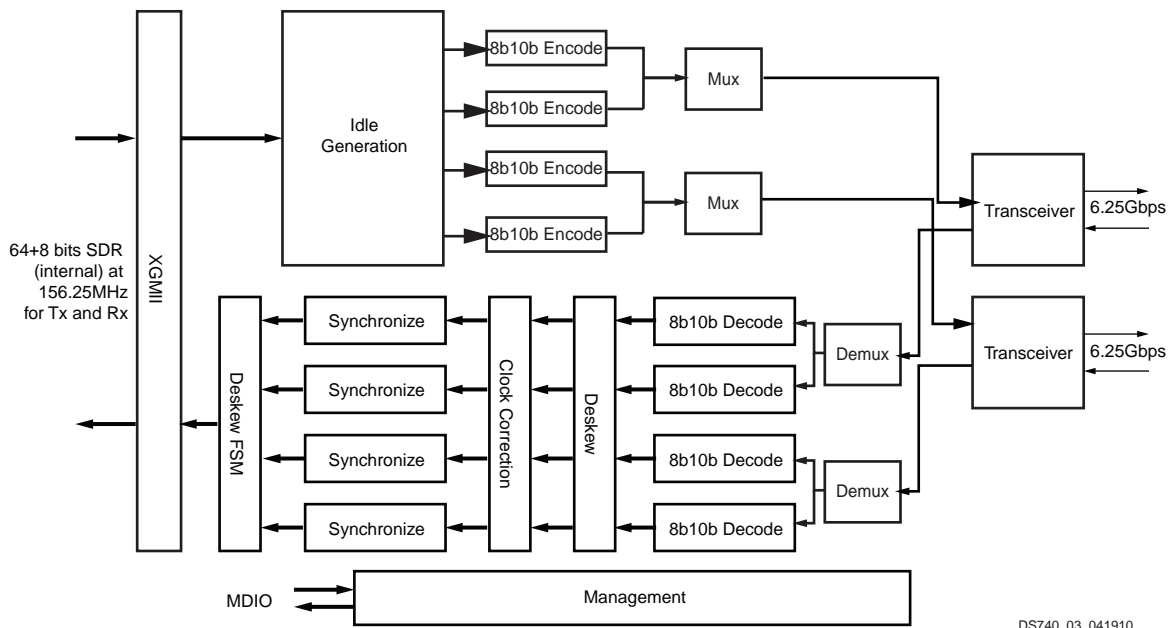 8b10b Encode
Mux
8b10b Encode
Idle
Generation
8b10b Encode
Mux
8b10b Encode
Transceiver
6.25Gbps
64+8 bits SDR
(internal) at
156.25MHz
for Tx and Rx
XGMII
Synchronize
8b10b Decode
Demux
Transceiver
6.25Gbps
Synchronize
8b10b Decode
Deskew FSM
Clock Correction
Deskew
Synchronize
8b10b Decode
Demux
Synchronize
8b10b Decode
MDIO
Management
DS740_03_041910